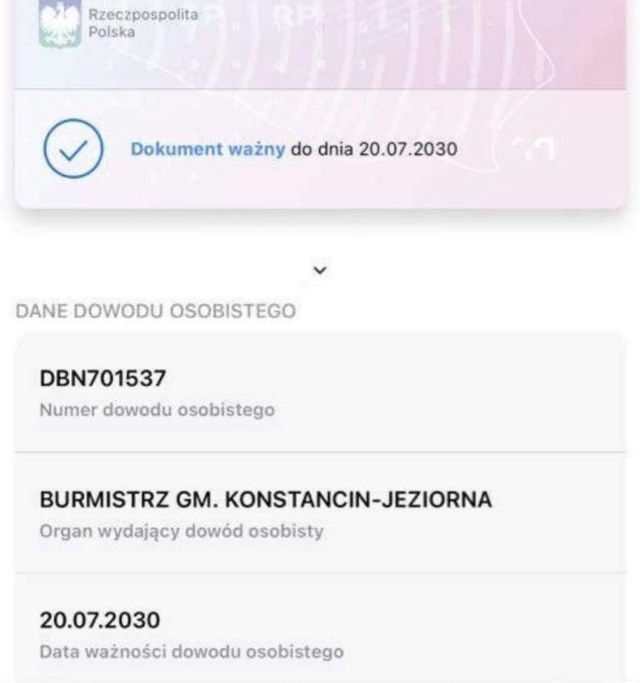 Rzeczpospolita
Polska
RP
Dokument ważny do dnia 20.07.2030
DANE DOWODU OSOBISTEGO
DBN701537
Numer dowodu osobistego
BURMISTRZ GM. KONSTANCIN-JEZIORNA
Organ wydający dowód osobisty
20.07.2030
Data ważności dowodu osobistego